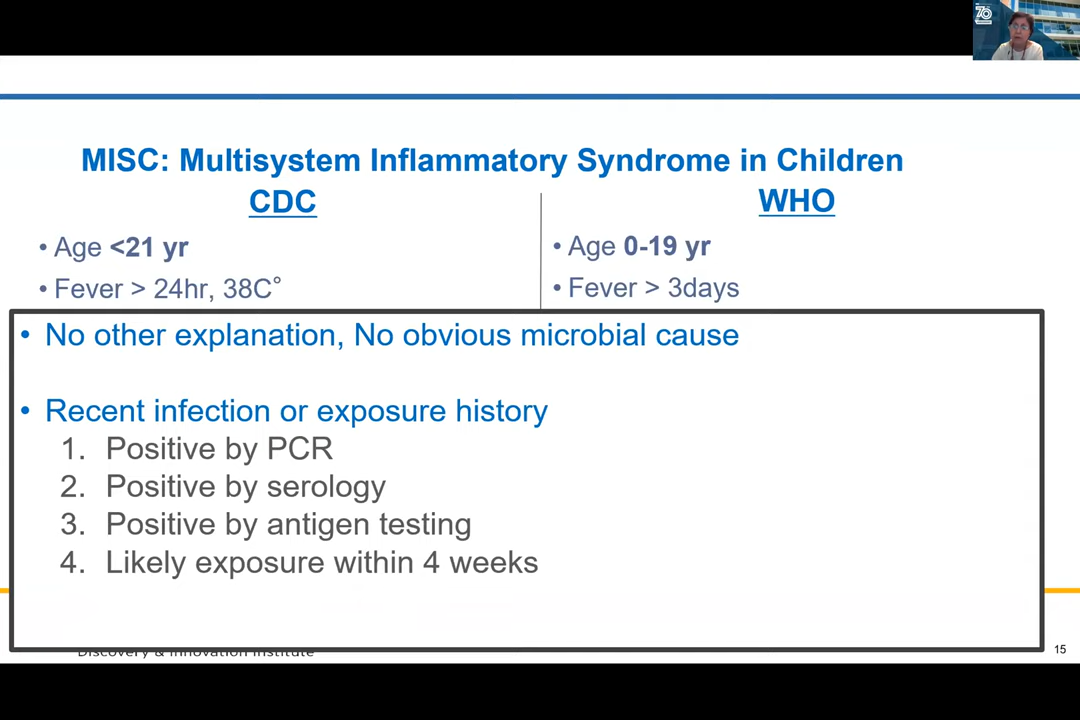 70
MISC: Multisystem Inflammatory Syndrome in Children
CDC
• Age <21 yr
• Fever > 24hr, 38C°
WHO
• Age 0-19 yr
• Fever > 3days
• No other explanation, No obvious microbial cause
• Recent infection or exposure history
1. Positive by PCR
2. Positive by serology
3. Positive by antigen testing
4. Likely exposure within 4 weeks
Discovery & Innovation Institute
15